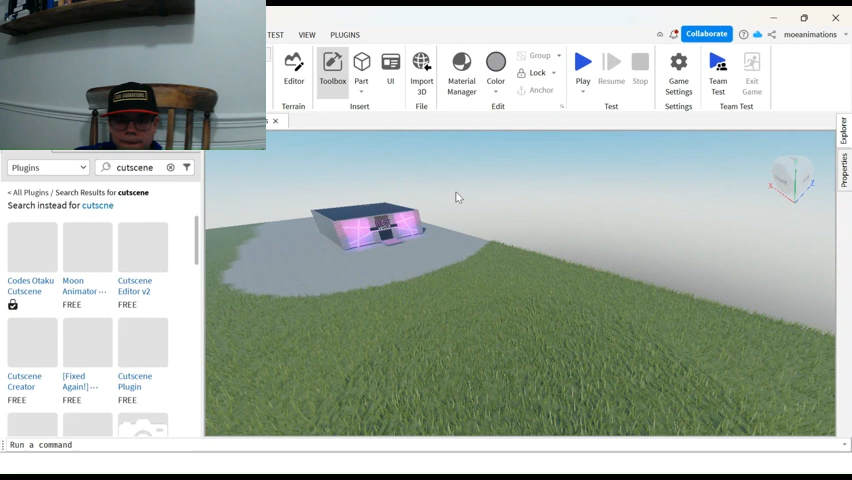 TEST VIEW PLUGINS
Collaborate
moeanimations
Editor
Toolbox
Part
UI
Import
3D
Material
Manager
Color
Group
Lock
Anchor
Play
Resume
Stop
Game
Settings
Team
Test
Exit
Game
Terrain
Insert
File
Edit
Test
Settings
Team Test
Plugins
cutscene
< All Plugins / Search Results for cutscene
Search instead for cutscne
Codes Otaku
Cutscene
Moon
Animator ···
FREE
Cutscene
Editor v2
FREE
Cutscene
Creator
FREE
[Fixed
Again!]···
FREE
Cutscene
Plugin
FREE
Explorer
Properties
Run a command